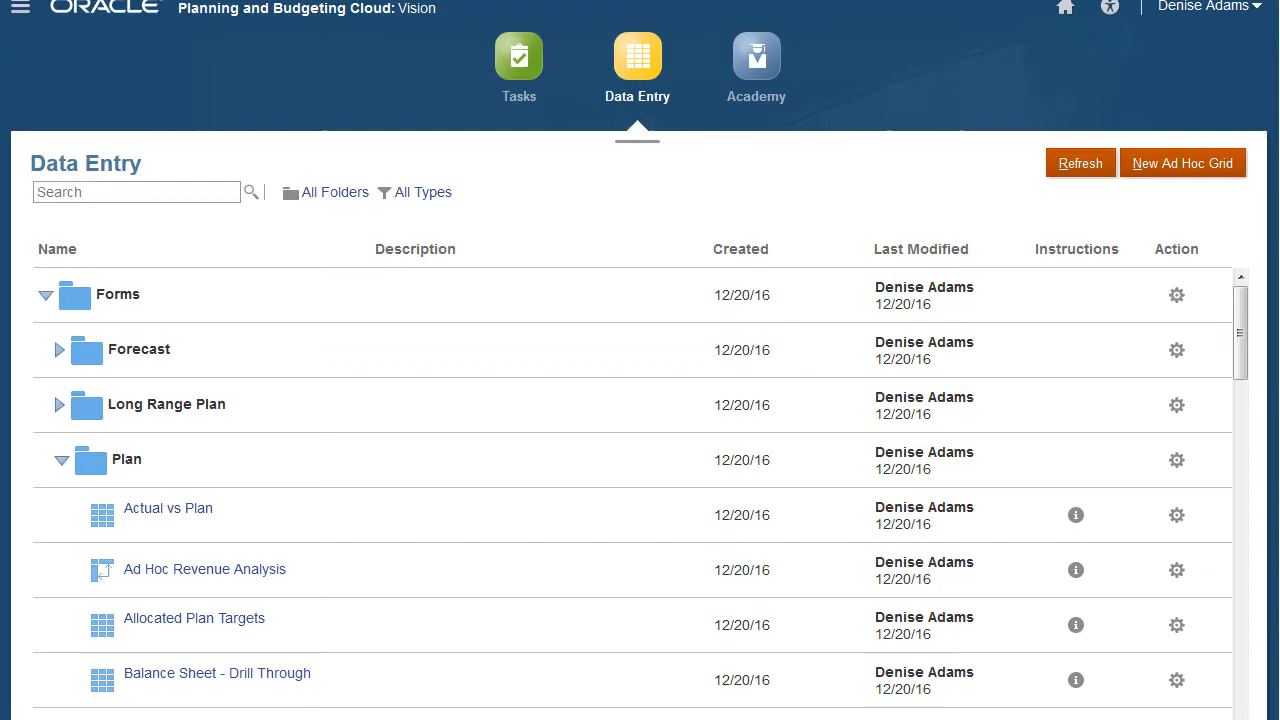 ORACLE Planning and Budgeting Cloud: Vision
Denise Adams
Tasks
Data Entry
Academy
Data Entry
Refresh
New Ad Hoc Grid
Search
All Folders
All Types
Name Description Created Last Modified Instructions Action
Forms 12/20/16 Denise Adams
12/20/16
Forecast 12/20/16 Denise Adams
12/20/16
Long Range Plan 12/20/16 Denise Adams
12/20/16
Plan 12/20/16 Denise Adams
12/20/16
Actual vs Plan 12/20/16 Denise Adams
12/20/16
Ad Hoc Revenue Analysis 12/20/16 Denise Adams
12/20/16
Allocated Plan Targets 12/20/16 Denise Adams
12/20/16
Balance Sheet - Drill Through 12/20/16 Denise Adams
12/20/16